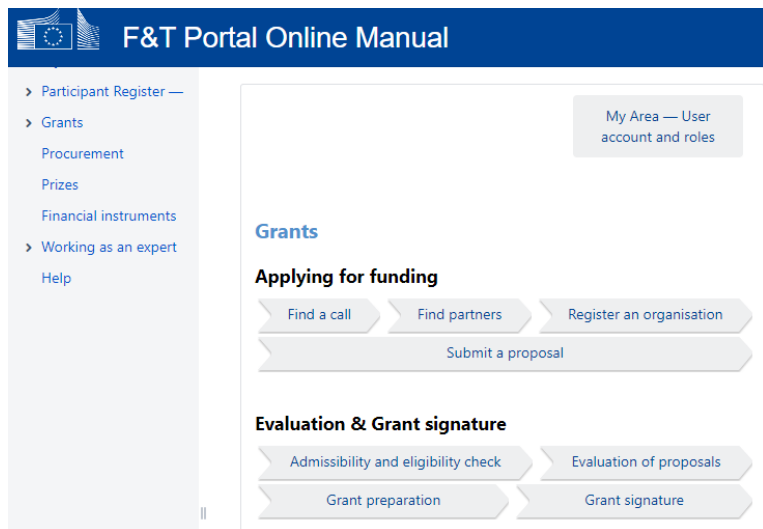 F&T Portal Online Manual
Participant Register —
Grants
Procurement
Prizes
Financial instruments
Working as an expert
Help
My Area — User
account and roles
Grants
Applying for funding
Find a call
Find partners
Register an organisation
Submit a proposal
Evaluation & Grant signature
Admissibility and eligibility check
Evaluation of proposals
Grant preparation
Grant signature